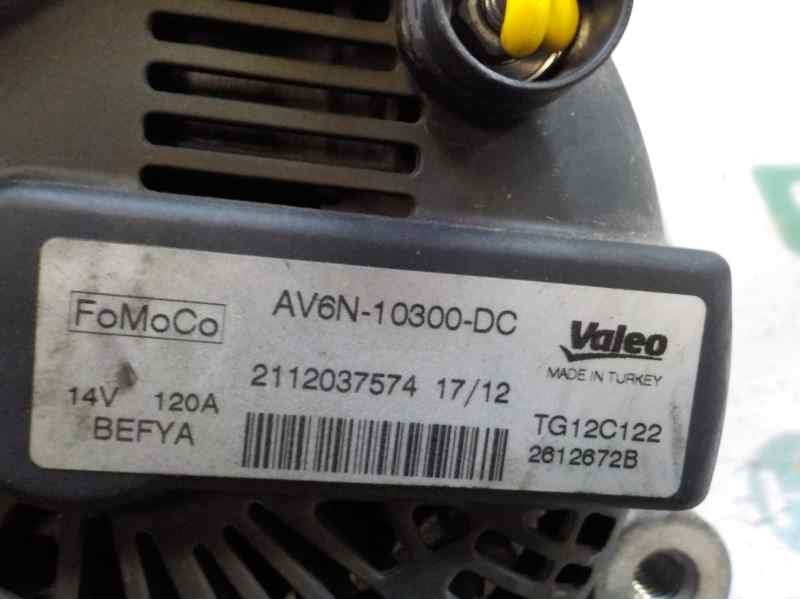 FoMoCo
AV6N-10300-DC
Valeo
MADE IN TURKEY
2112037574 17/12
14V 120A
BEFYA
TG12C122
2612672B